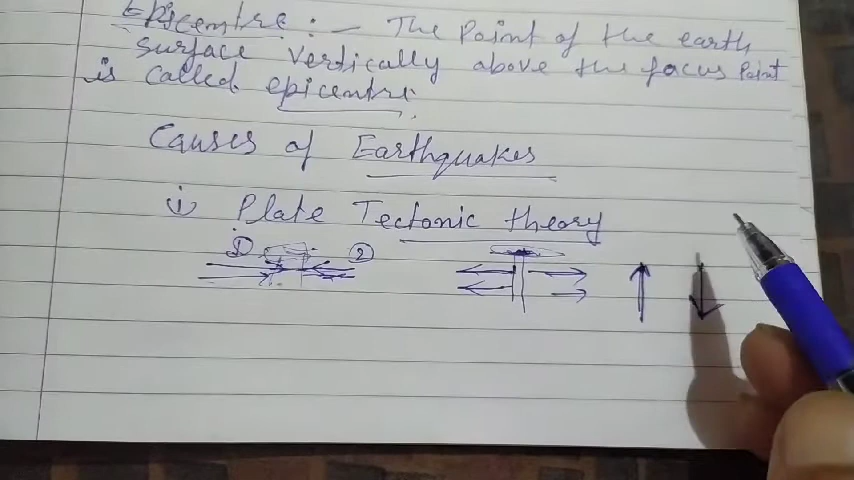 Epicentre :- The Point of the earth
surface vertically above the focus Point
is called epicentre.
Causes of Earthquakes
i) Plate Tectonic theory
1 2